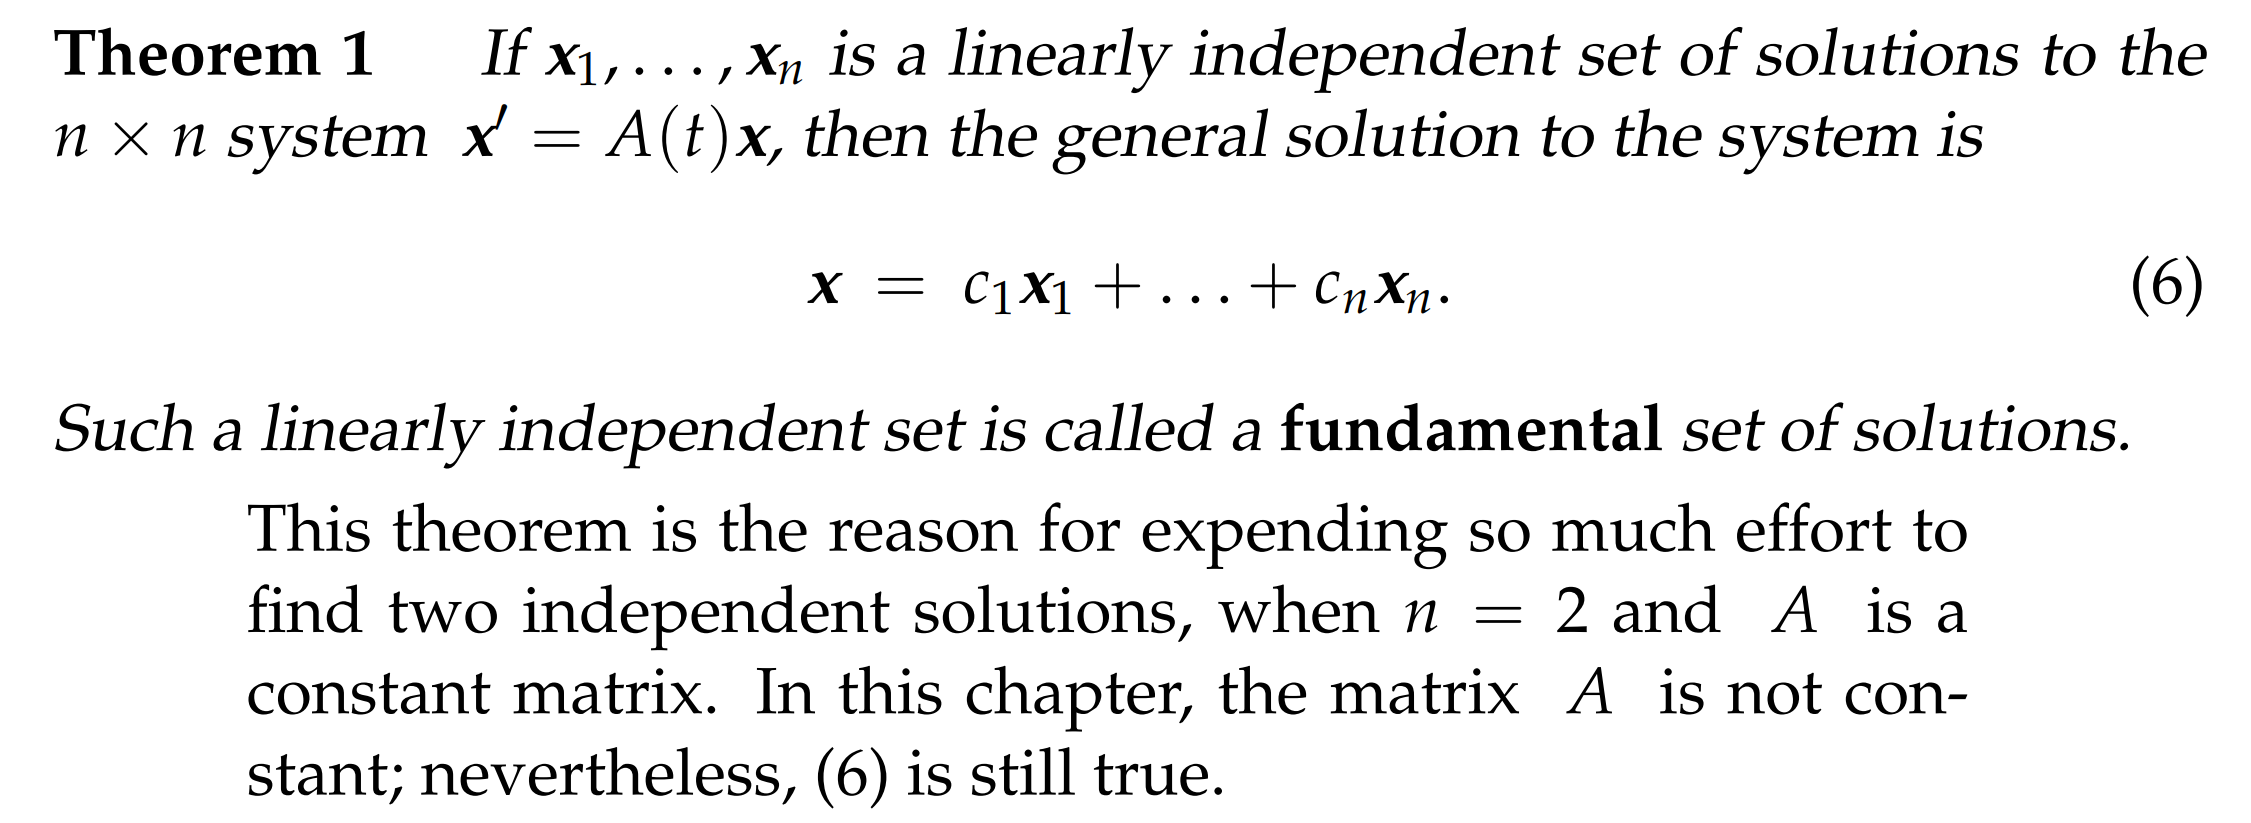 Theorem 1 If x₁, . . . , xₙ is a linearly independent set of solutions to the
n × n system x′ = A(t)x, then the general solution to the system is
x = c₁x₁ + . . . + cₙxₙ. (6)
Such a linearly independent set is called a fundamental set of solutions.
This theorem is the reason for expending so much effort to
find two independent solutions, when n = 2 and A is a
constant matrix. In this chapter, the matrix A is not con-
stant; nevertheless, (6) is still true.